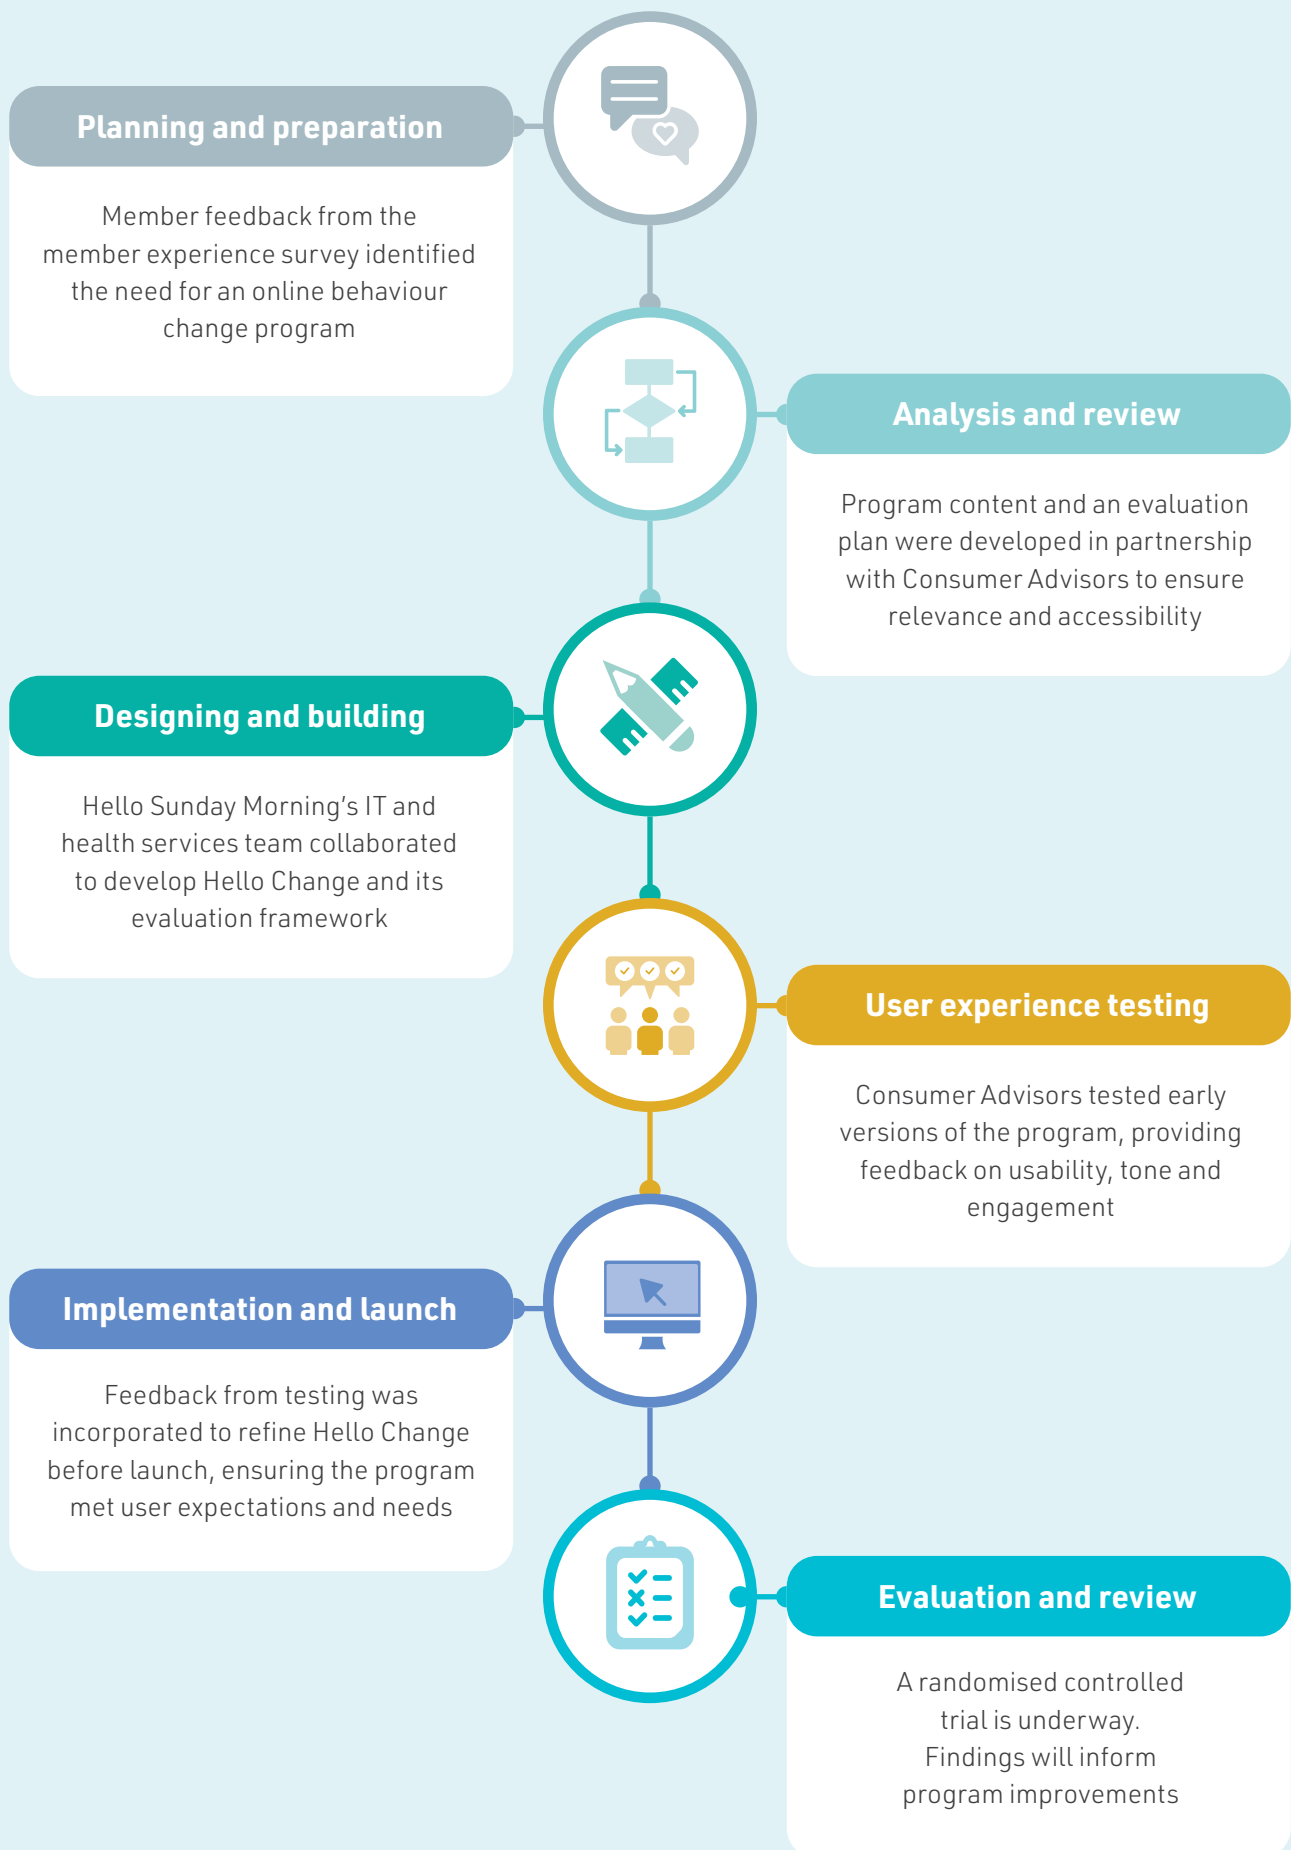 Planning and preparation
Member feedback from the
member experience survey identified
the need for an online behaviour
change program
Analysis and review
Program content and an evaluation
plan were developed in partnership
with Consumer Advisors to ensure
relevance and accessibility
Designing and building
Hello Sunday Morning’s IT and
health services team collaborated
to develop Hello Change and its
evaluation framework
User experience testing
Consumer Advisors tested early
versions of the program, providing
feedback on usability, tone and
engagement
Implementation and launch
Feedback from testing was
incorporated to refine Hello Change
before launch, ensuring the program
met user expectations and needs
Evaluation and review
A randomised controlled
trial is underway.
Findings will inform
program improvements